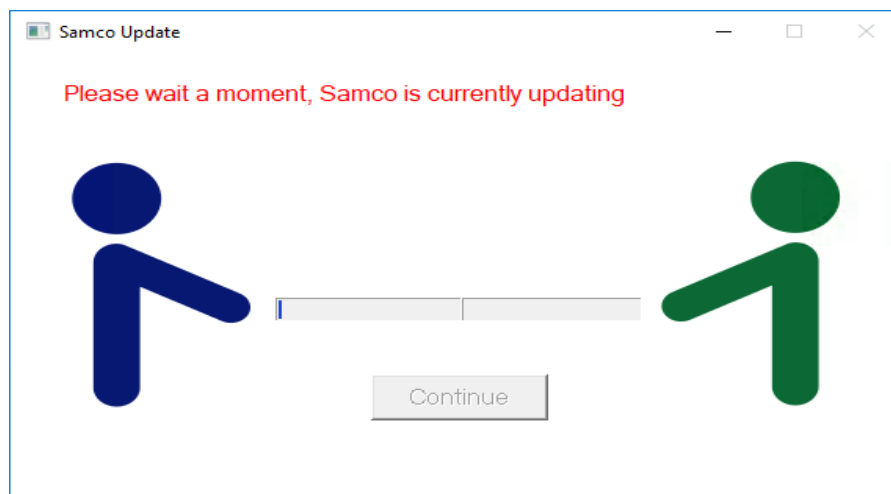 Samco Update
Please wait a moment, Samco is currently updating
Continue